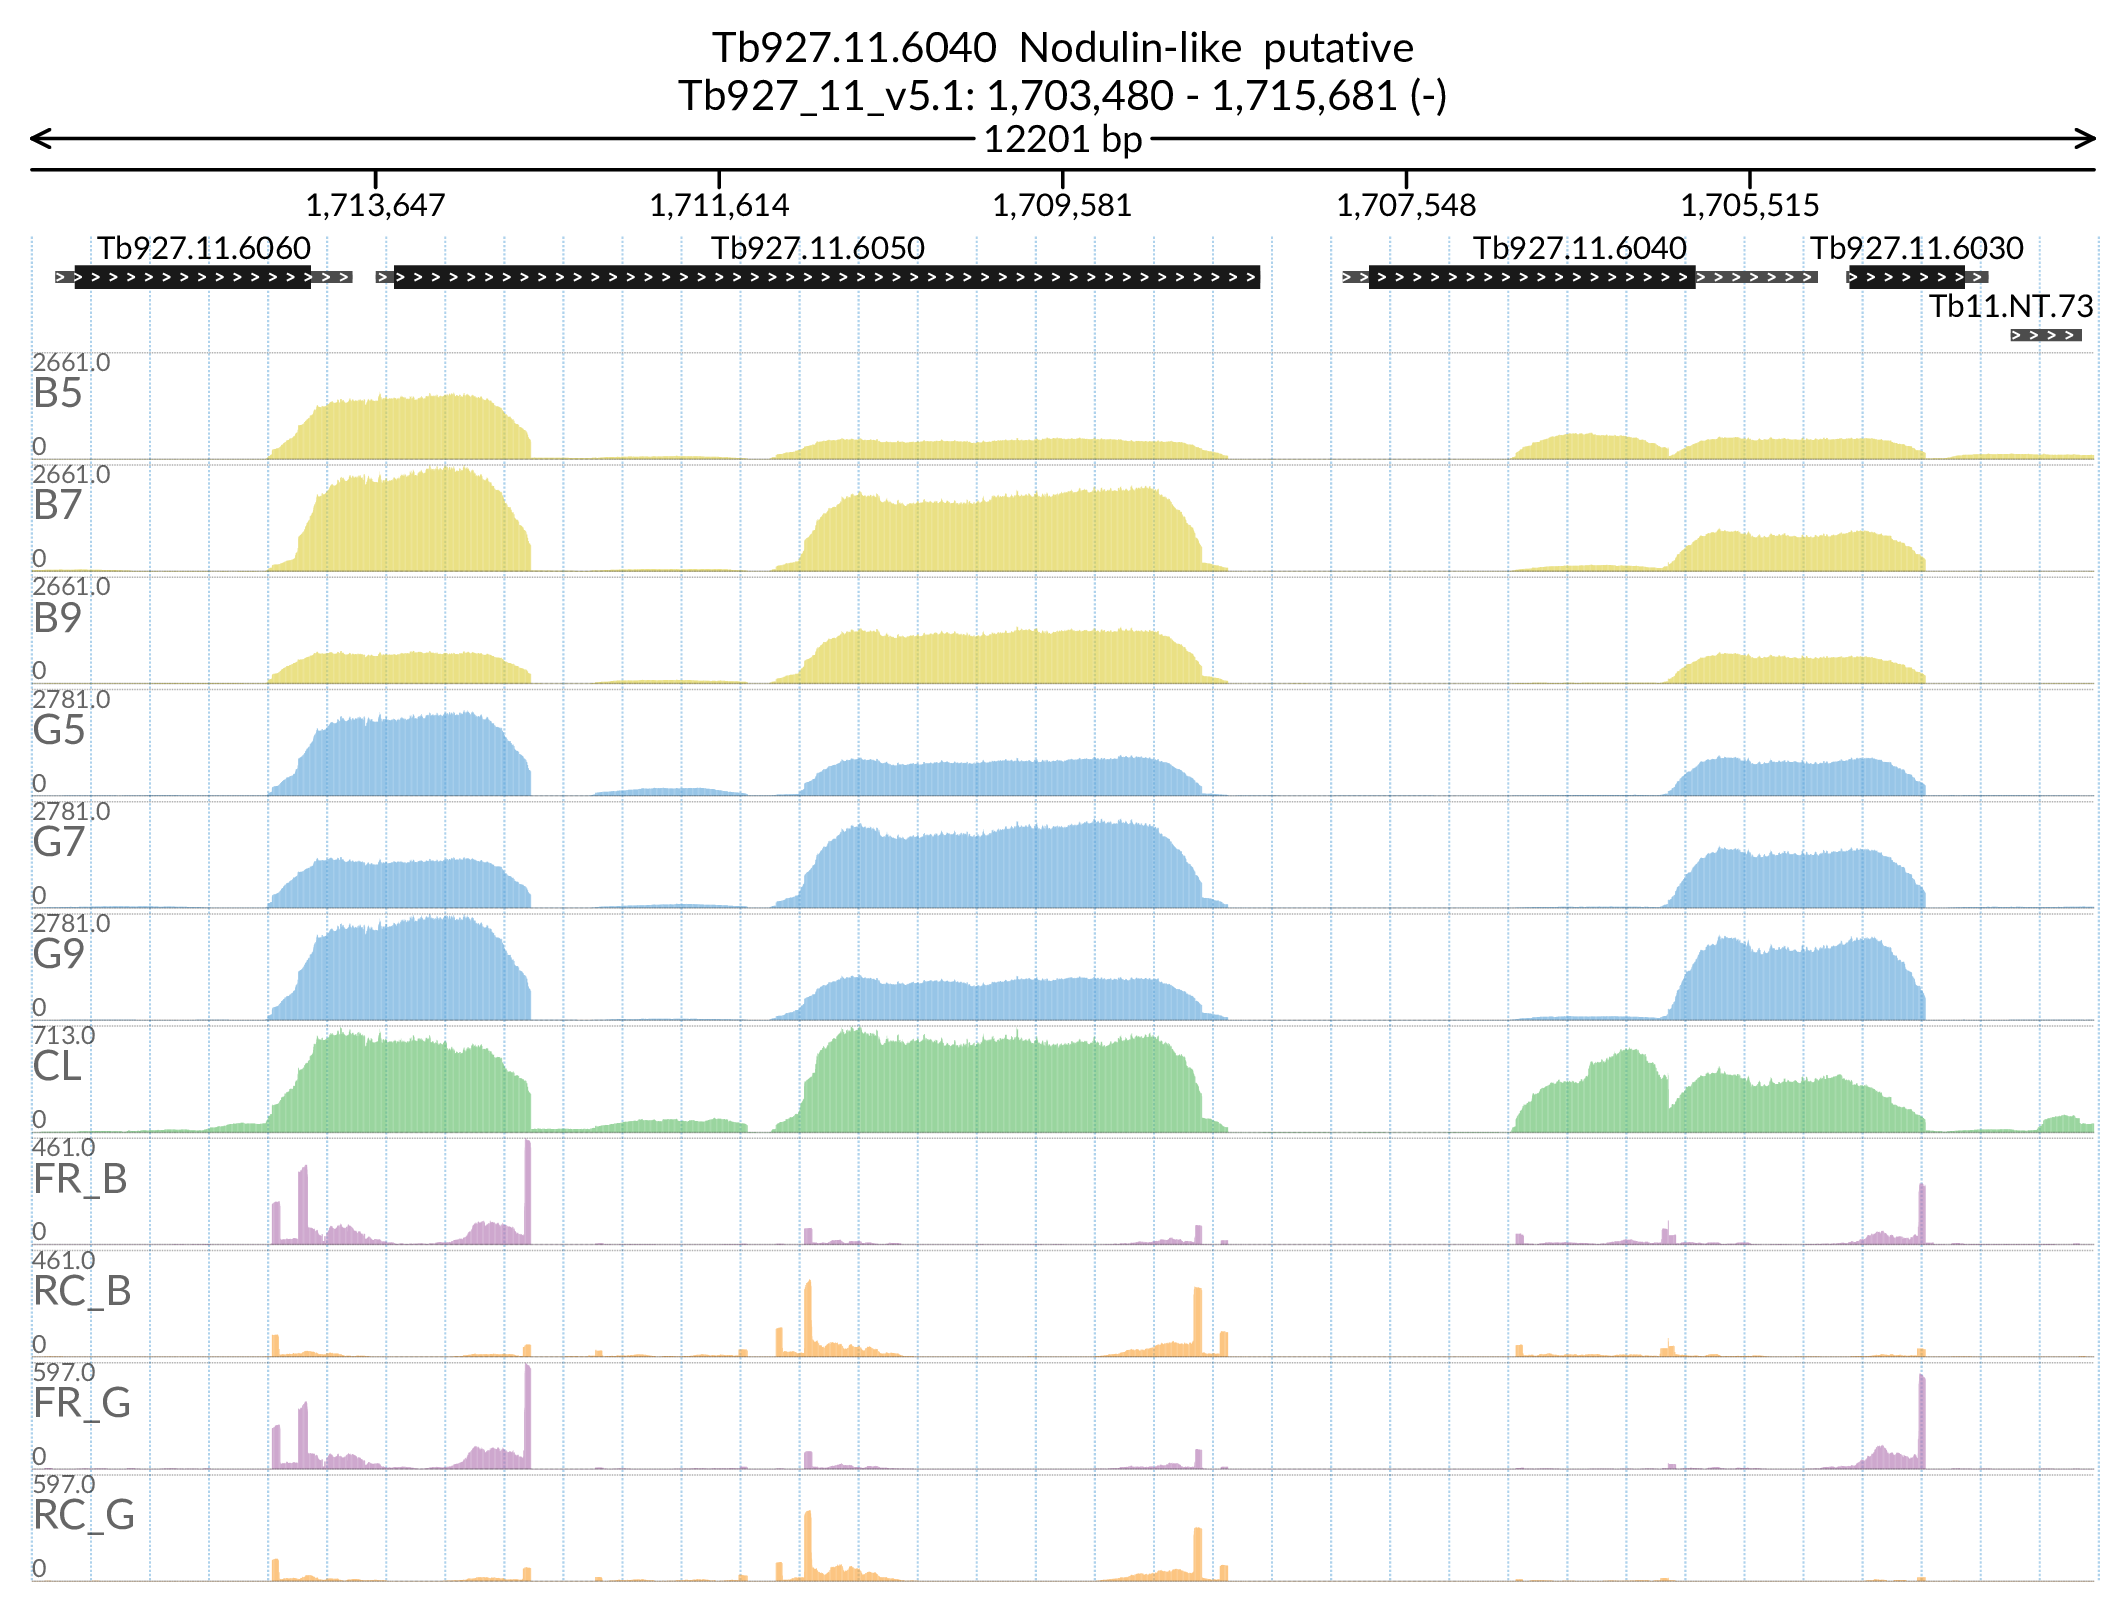 Tb927.11.6040 Nodulin-like putative
Tb927_11_v5.1: 1,703,480 - 1,715,681 (-)
12201 bp
1,713,647 1,711,614 1,709,581 1,707,548 1,705,515
Tb927.11.6060 Tb927.11.6050 Tb927.11.6040 Tb927.11.6030
Tb11.NT.73
2661.0
B5
0
2661.0
B7
0
2661.0
B9
0
2781.0
G5
0
2781.0
G7
0
2781.0
G9
0
713.0
CL
0
461.0
FR_B
0
461.0
RC_B
0
597.0
FR_G
0
597.0
RC_G
0